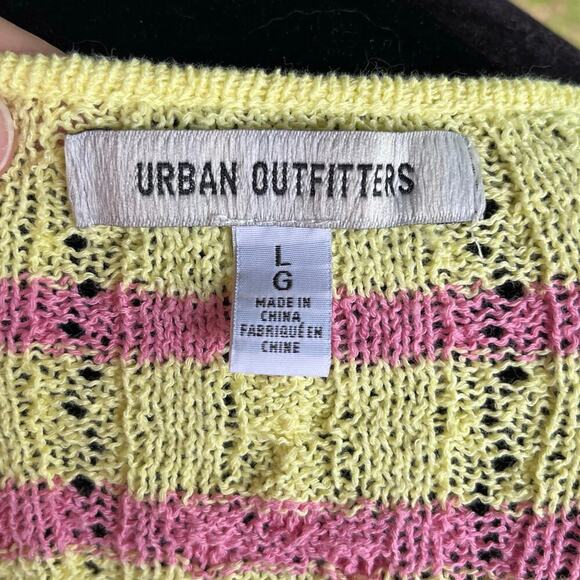 URBAN OUTFITTERS
L
G
MADE IN
CHINA
FABRIQUÉ EN
CHINE